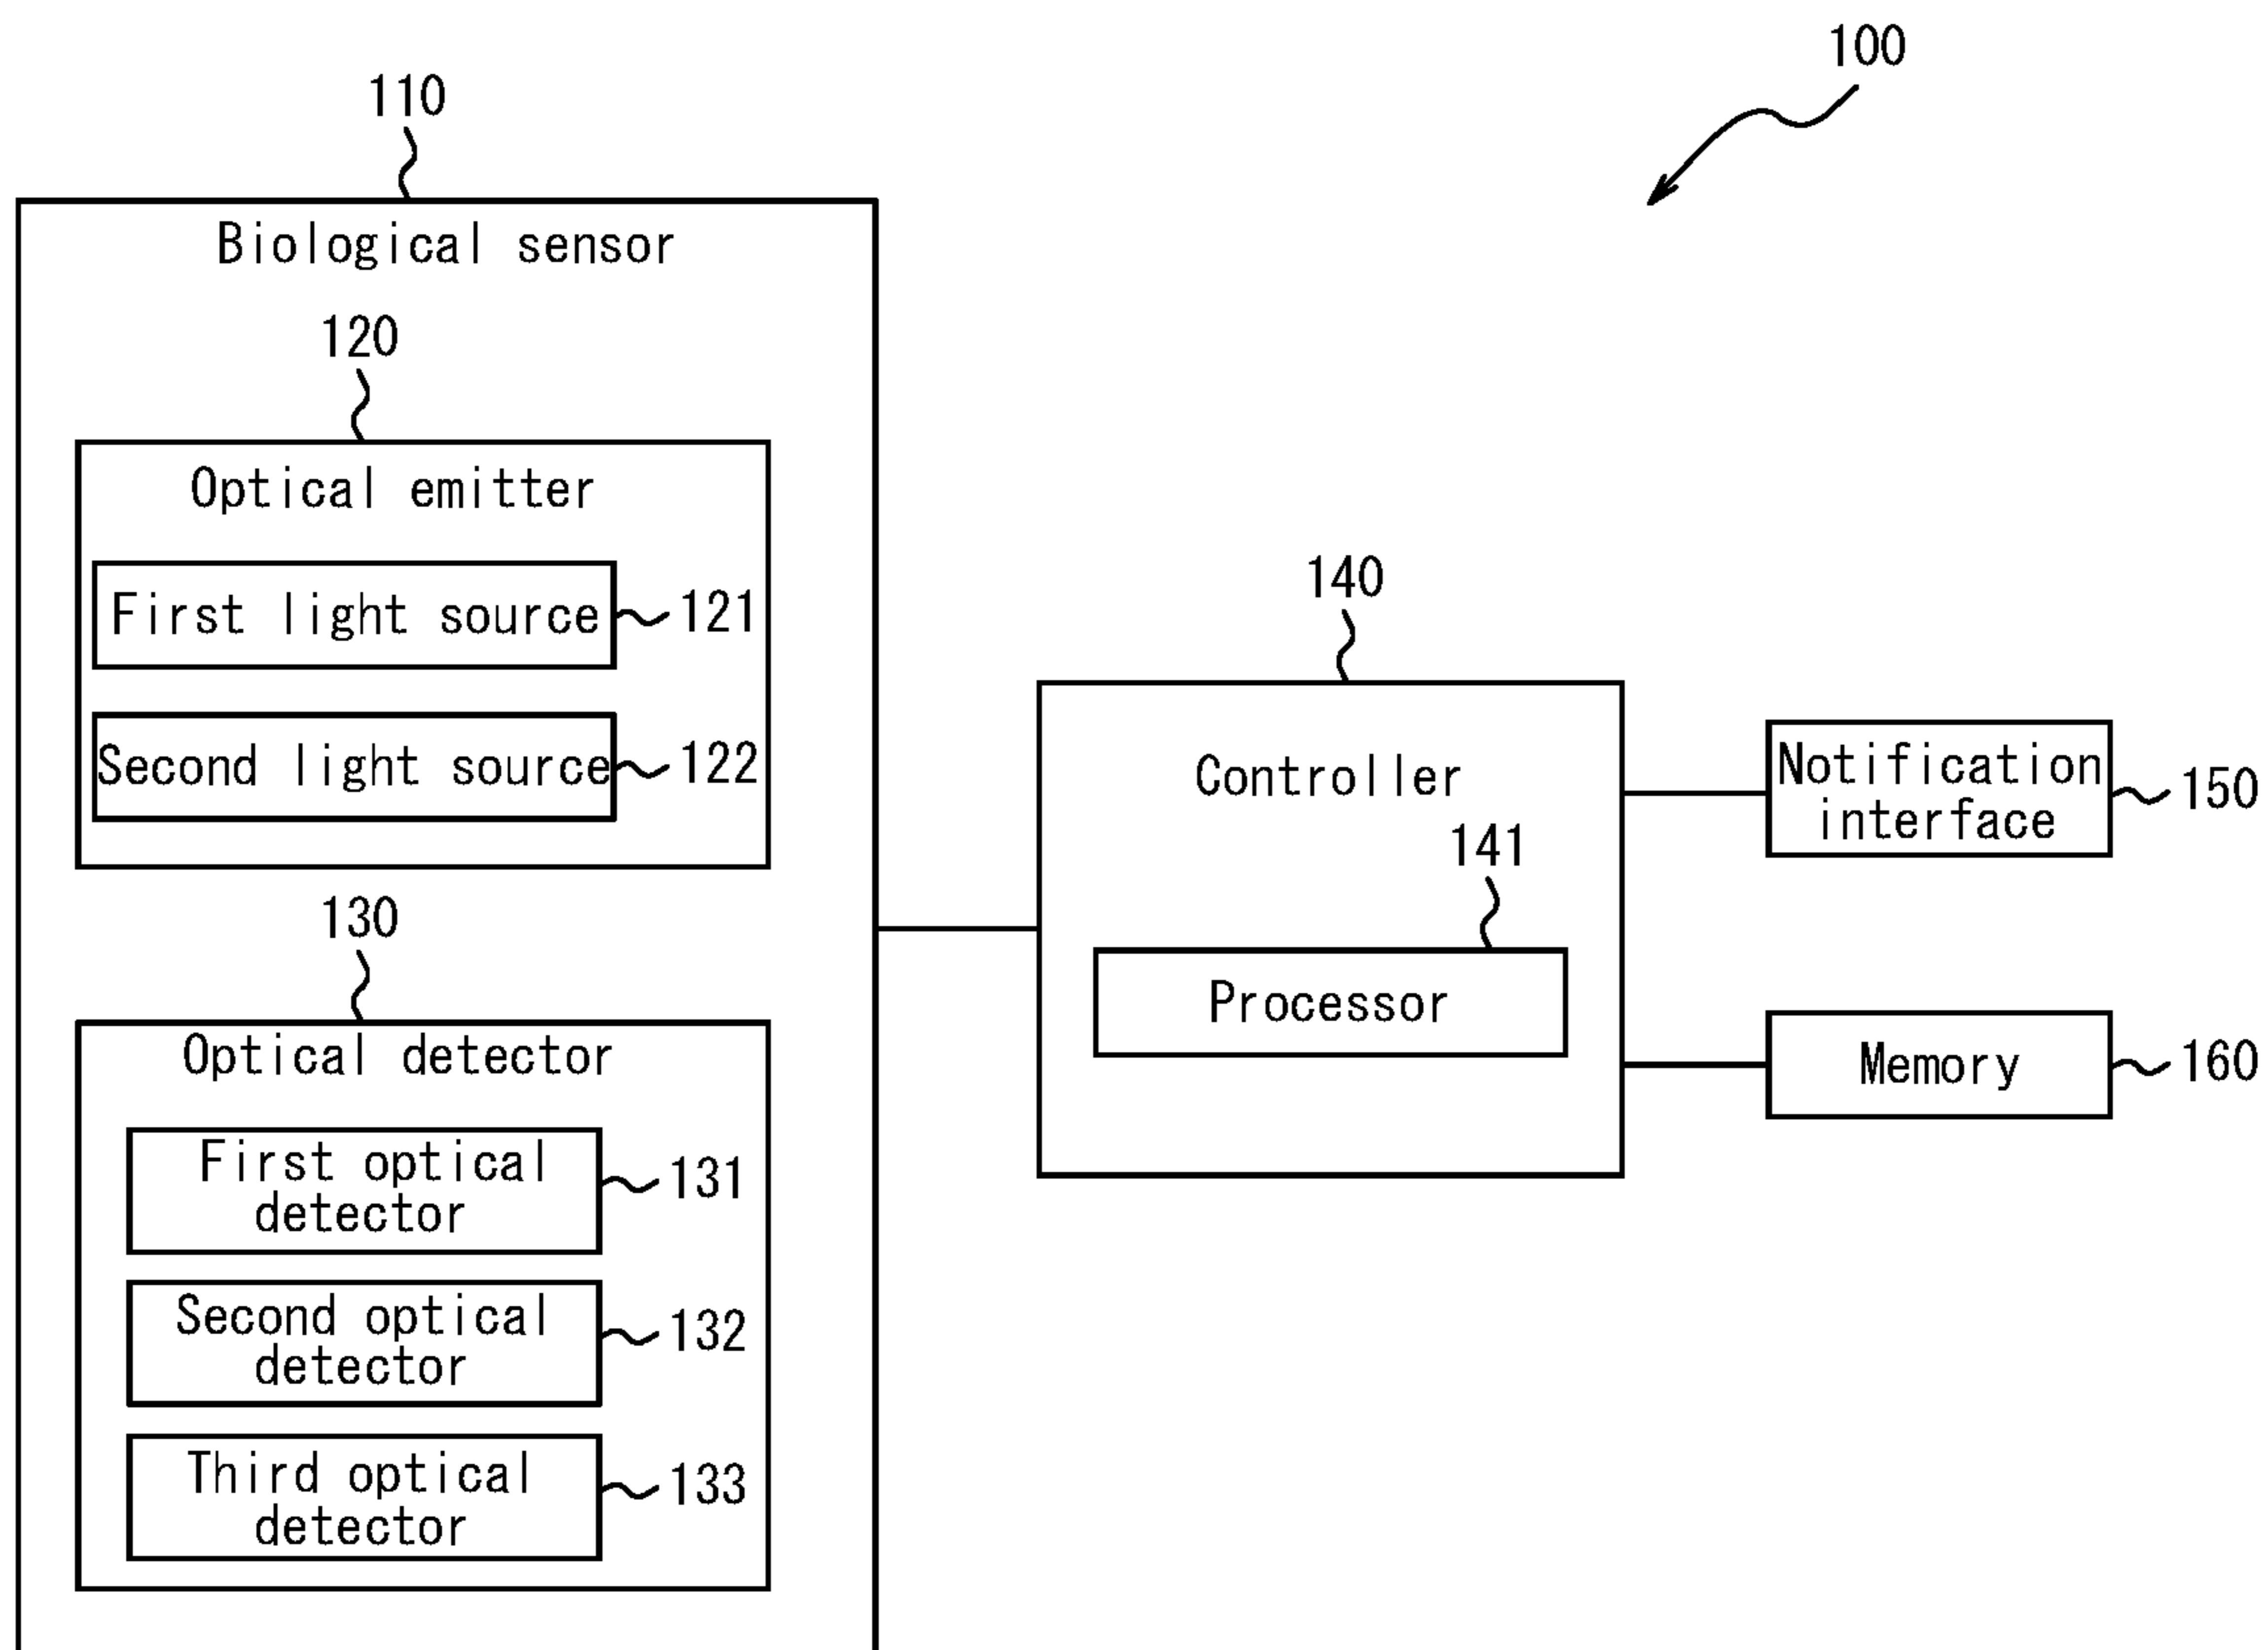 100
110
Biological sensor
120
Optical emitter
First light source
121
Second light source
122
130
Optical detector
First optical
detector
131
Second optical
detector
132
Third optical
detector
133
140
Controller
141
Processor
Notification
interface
150
Memory
160